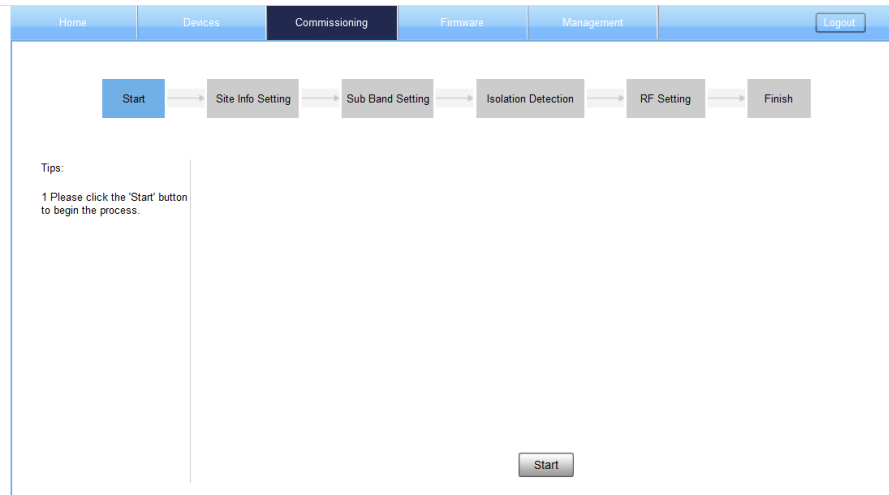 Home Devices Commissioning Firmware Management Logout
Start Site Info Setting Sub Band Setting Isolation Detection RF Setting Finish
Tips:
1 Please click the 'Start' button
to begin the process.
Start